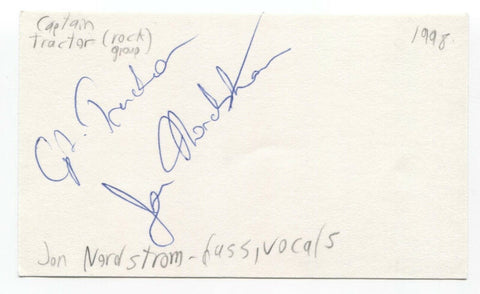 Captain
Tractor (rock
group)
1998
Cpt. Tractor
Jon Nordstrom
Jon Nordstrom - bass, vocals